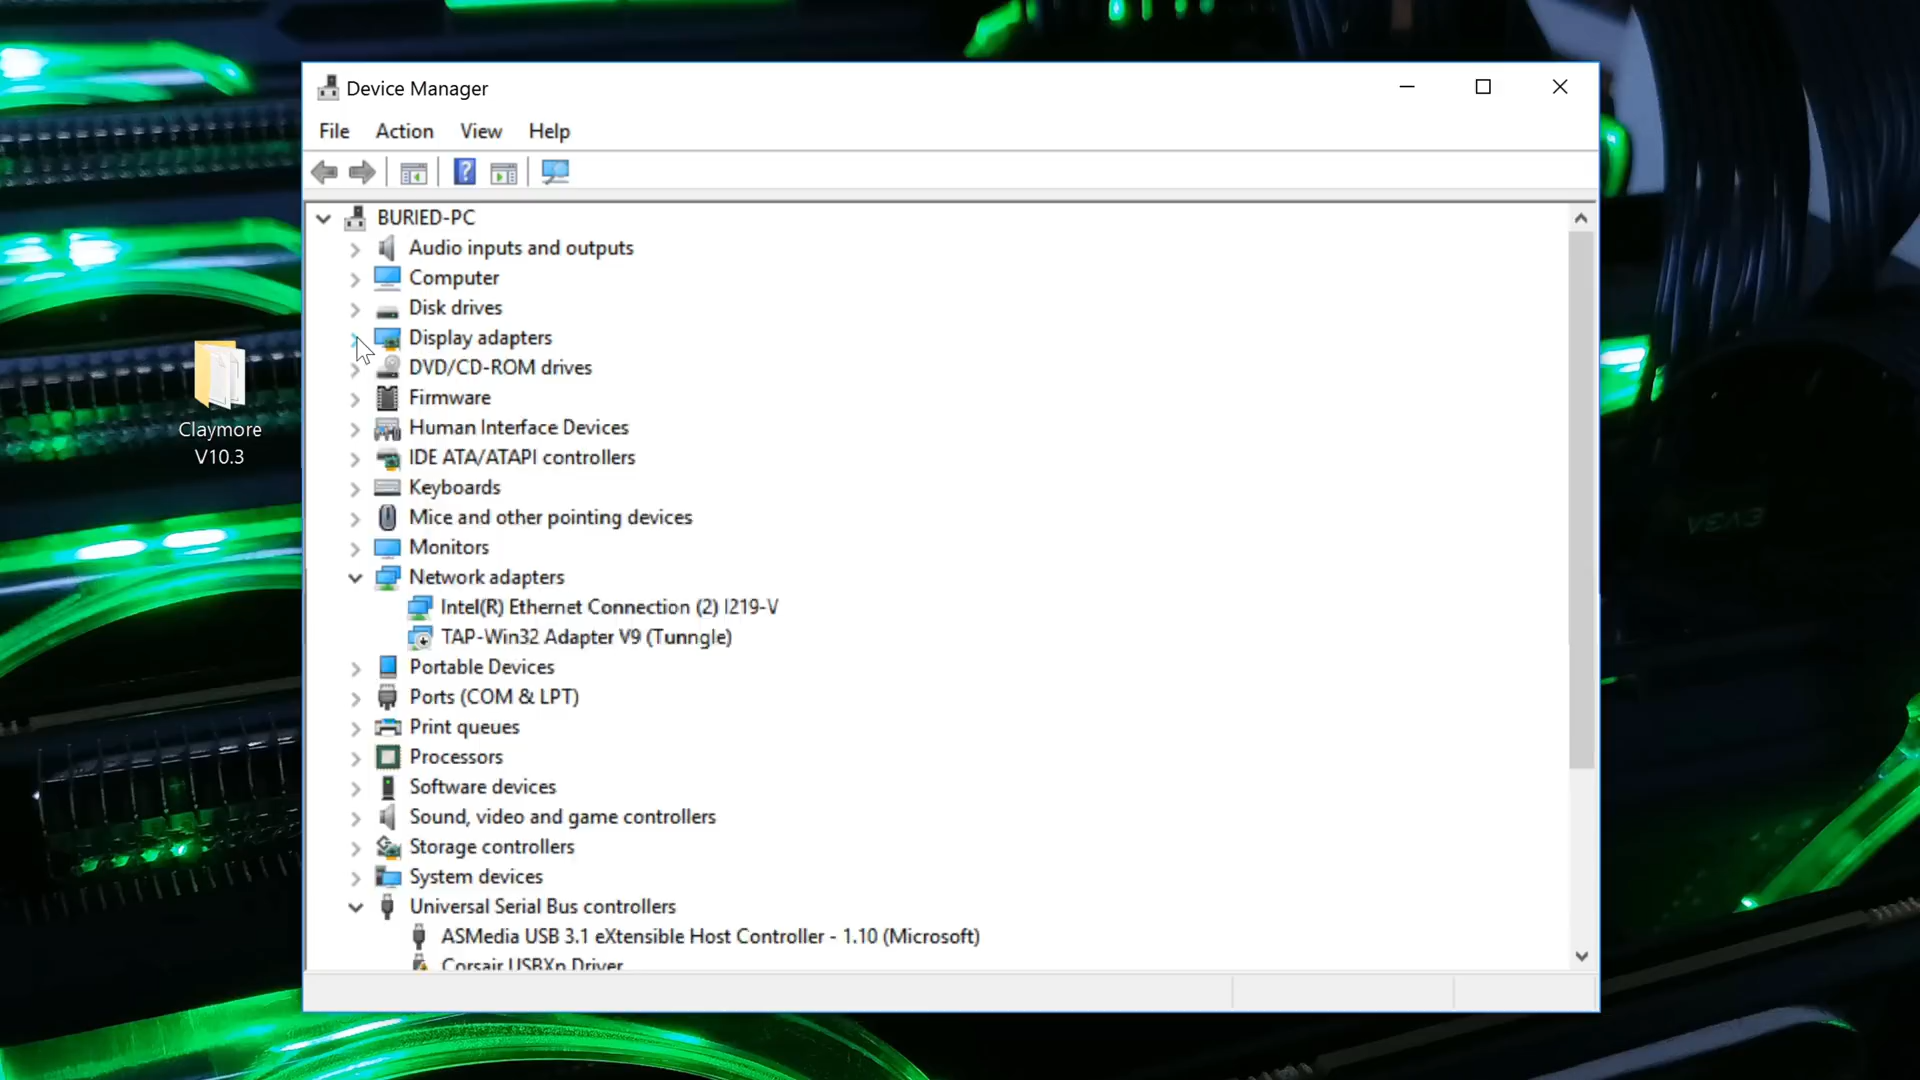 Device Manager
File Action View Help
BURIED-PC
Audio inputs and outputs
Computer
Disk drives
Display adapters
DVD/CD-ROM drives
Firmware
Human Interface Devices
IDE ATA/ATAPI controllers
Keyboards
Mice and other pointing devices
Monitors
Network adapters
Intel(R) Ethernet Connection (2) I219-V
TAP-Win32 Adapter V9 (Tunngle)
Portable Devices
Ports (COM & LPT)
Print queues
Processors
Software devices
Sound, video and game controllers
Storage controllers
System devices
Universal Serial Bus controllers
ASMedia USB 3.1 eXtensible Host Controller - 1.10 (Microsoft)
Corsair USBXp Driver
Claymore
V10.3